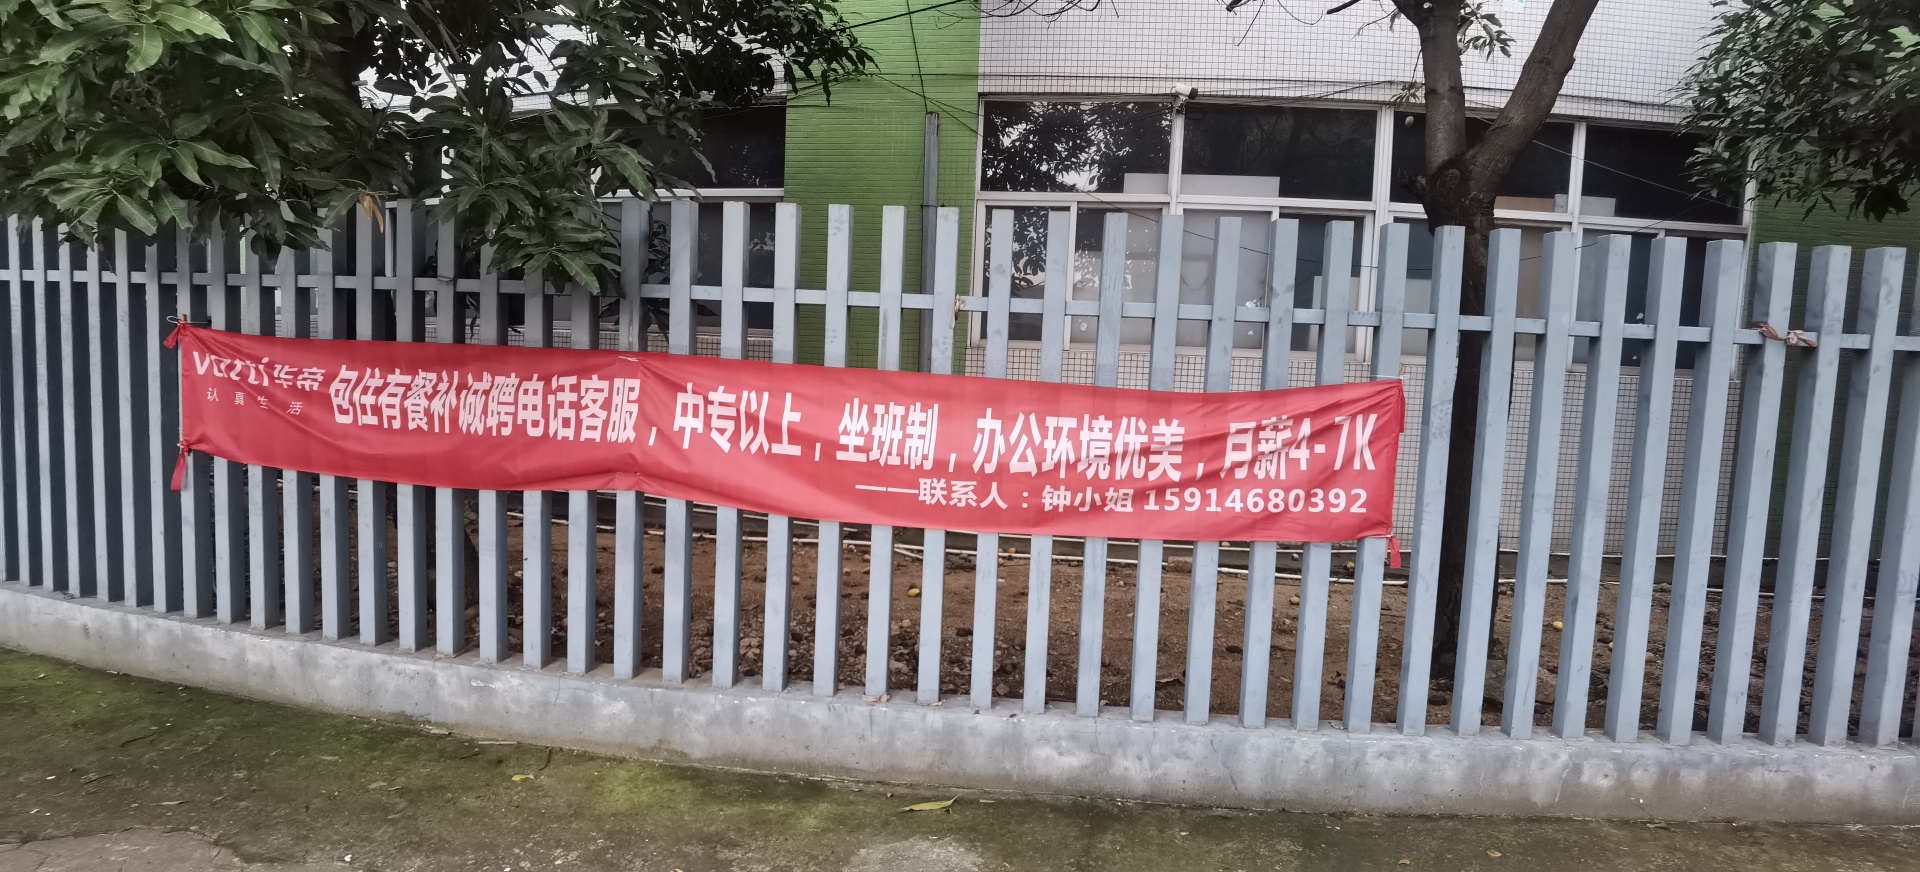 vatti华帝
认真生活
包住有餐补诚聘电话客服，中专以上，坐班制，办公环境优美，月薪4-7K
——联系人：钟小姐 15914680392